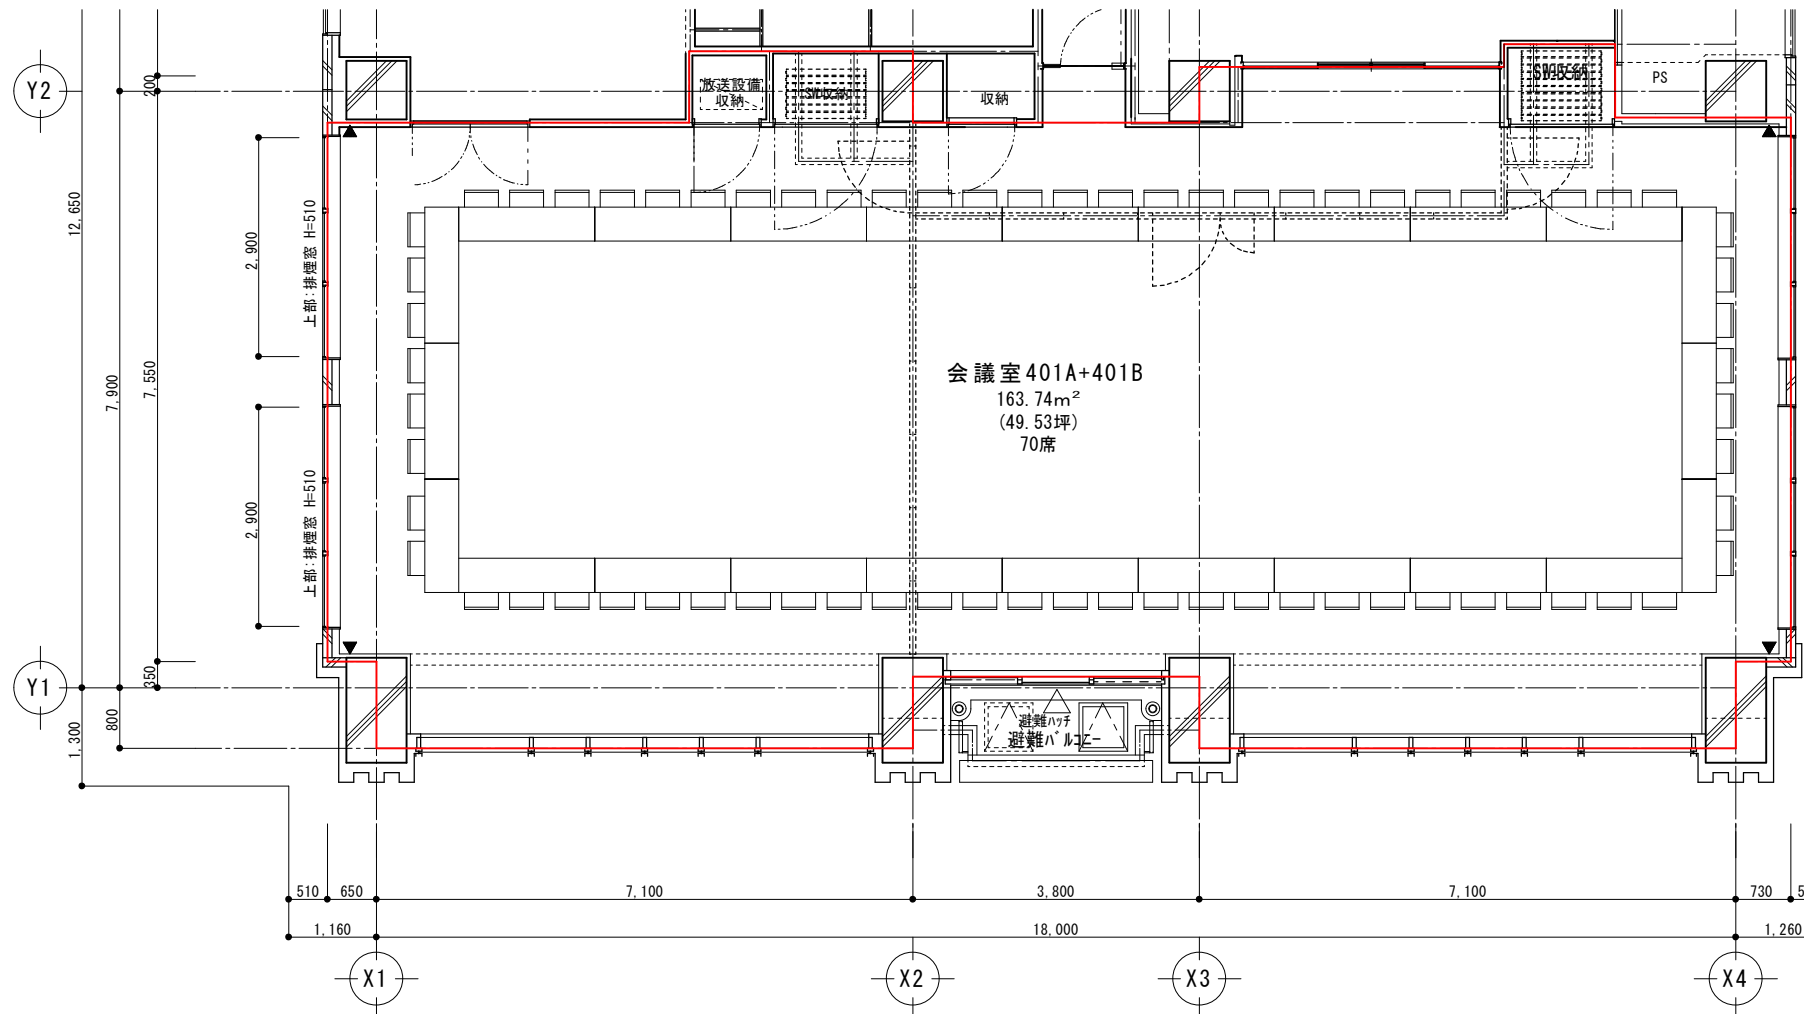 Y2
200
放送設備
収納
SW収納
収納
SW収納
PS
12,650
7,900
7,550
2,900
上部:排煙窓 H=510
会議室401A+401B
163.74m²
(49.53坪)
70席
2,900
上部:排煙窓 H=510
Y1
350
800
1,300
避難ハッチ
避難バルコニー
510
650
7,100
3,800
7,100
730
5
1,160
18,000
1,260
X1
X2
X3
X4